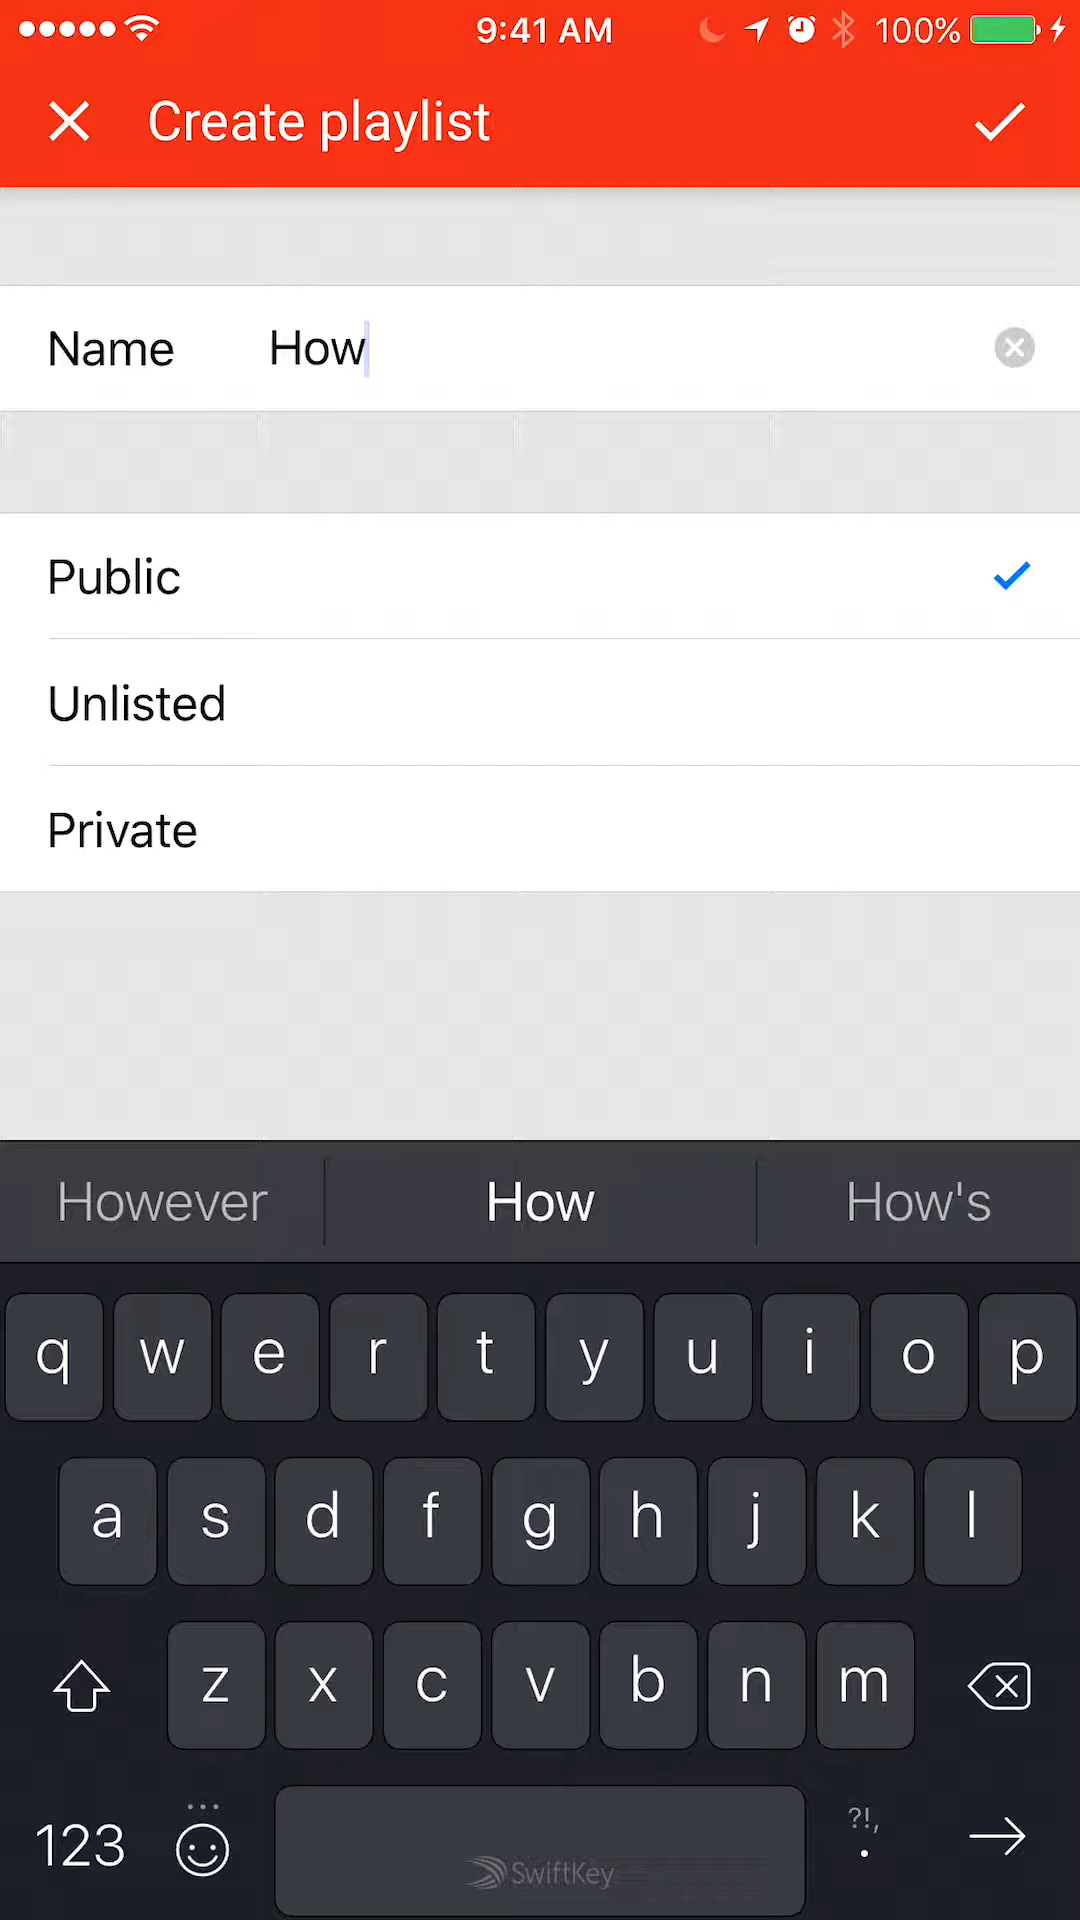 9:41 AM 100%
Create playlist
Name How
Public
Unlisted
Private
However How How's
q w e r t y u i o p
a s d f g h j k l
z x c v b n m
123 ?!, .
SwiftKey